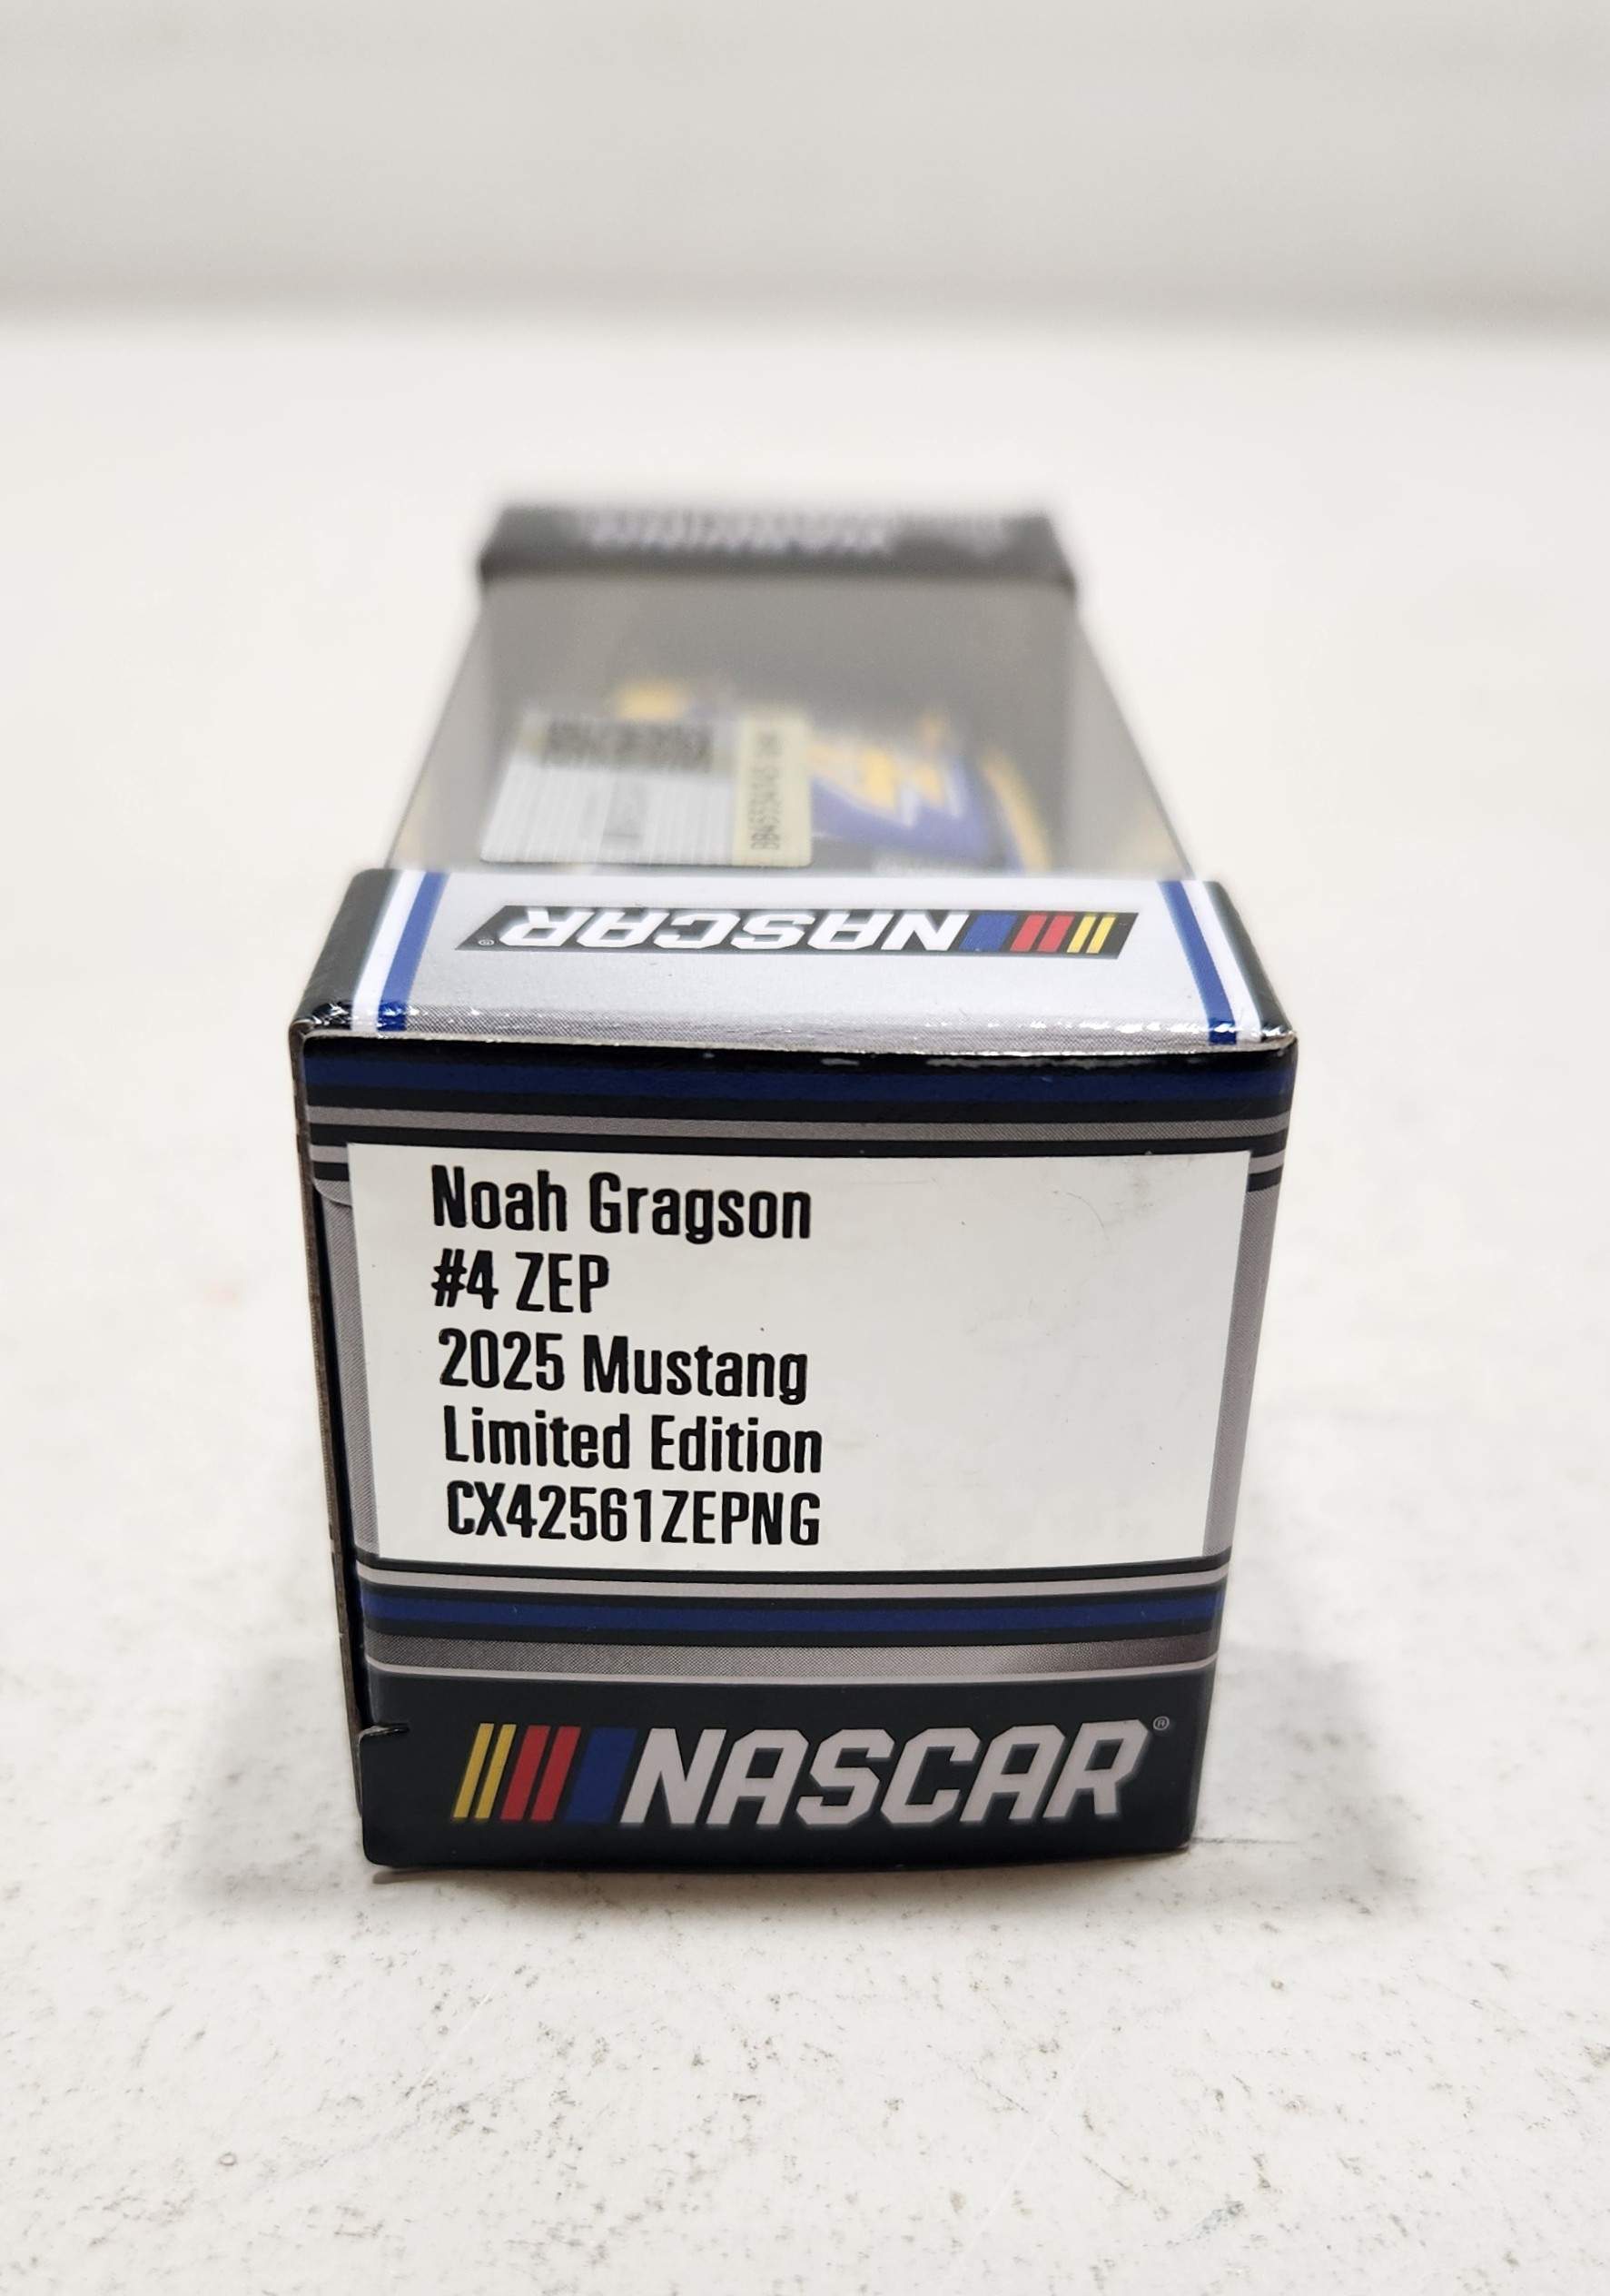 NASCAR
Noah Gragson
#4 ZEP
2025 Mustang
Limited Edition
CX42561ZEPNG
NASCAR®